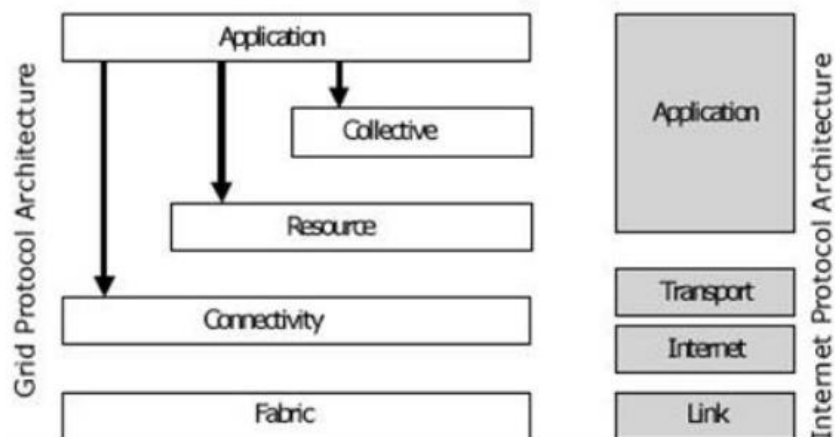 Grid Protocol Architecture
Application
Collective
Resource
Connectivity
Fabric
Application
Transport
Internet
Link
Internet Protocol Architecture